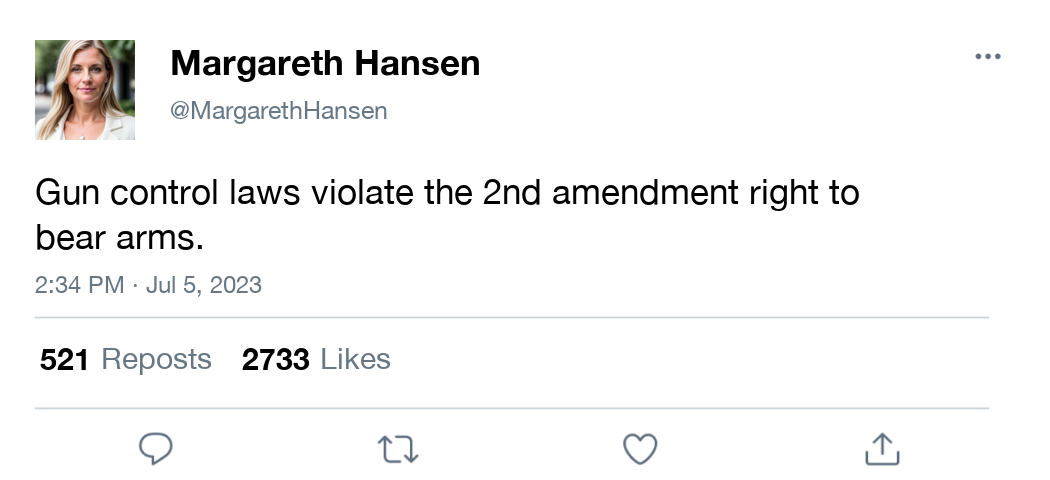 Margareth Hansen
@MargarethHansen
Gun control laws violate the 2nd amendment right to
bear arms.
2:34 PM · Jul 5, 2023
521 Reposts 2733 Likes